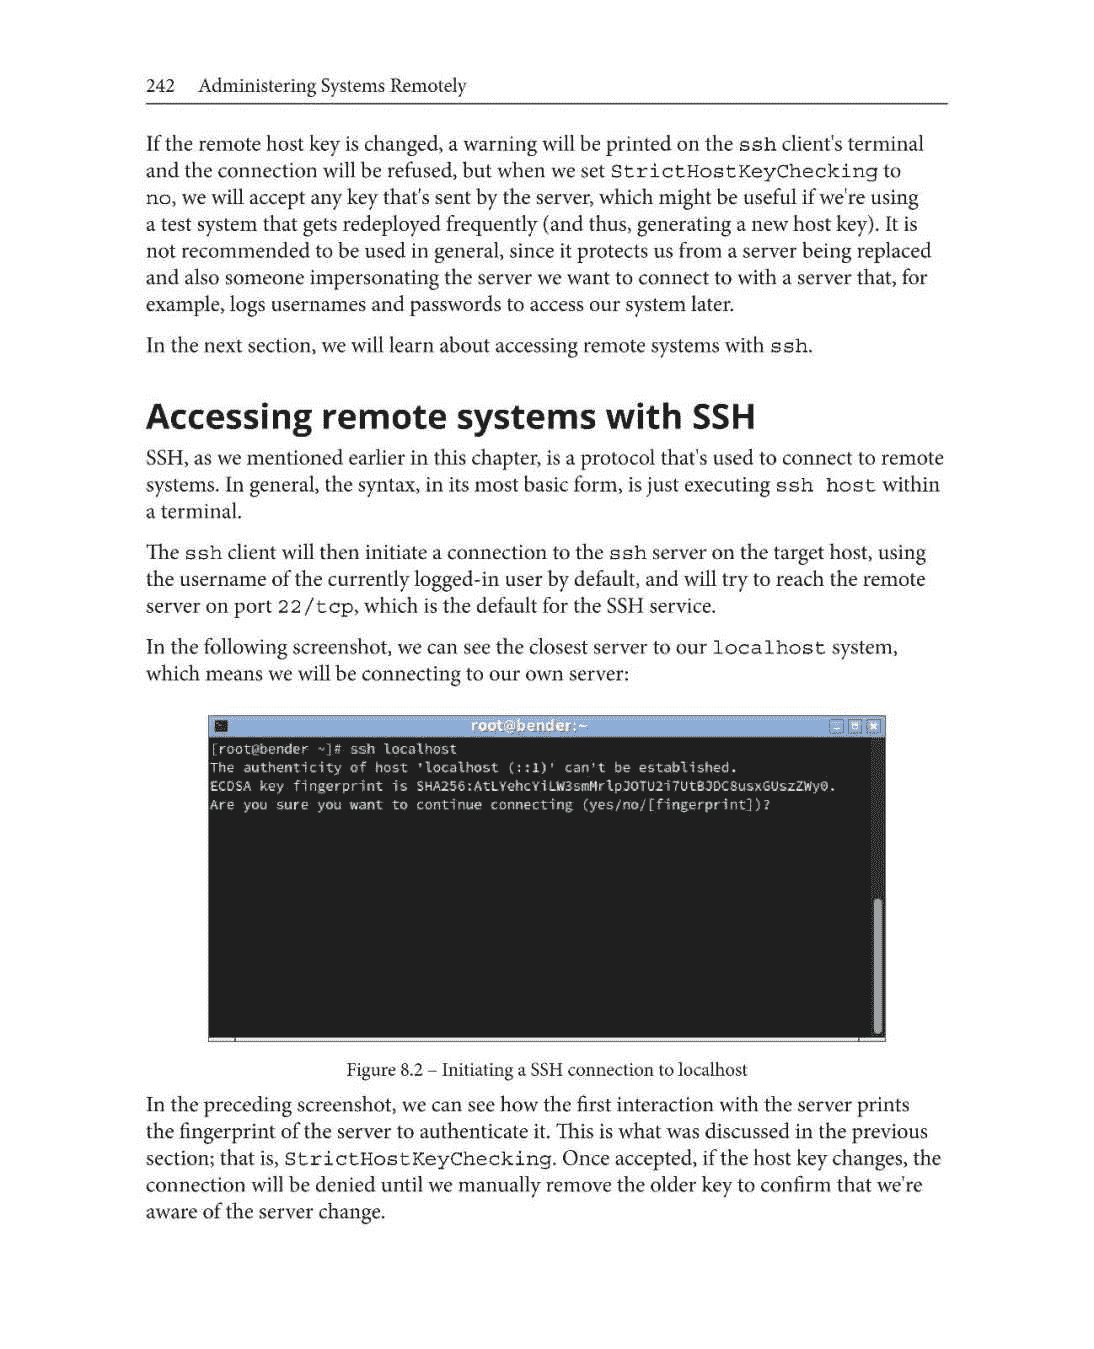 242 Administering Systems Remotely
If the remote host key is changed, a warning will be printed on the ssh client's terminal
and the connection will be refused, but when we set StrictHostKeyChecking to
no, we will accept any key that's sent by the server, which might be useful if we're using
a test system that gets redeployed frequently (and thus, generating a new host key). It is
not recommended to be used in general, since it protects us from a server being replaced
and also someone impersonating the server we want to connect to with a server that, for
example, logs usernames and passwords to access our system later.
In the next section, we will learn about accessing remote systems with ssh.
Accessing remote systems with SSH
SSH, as we mentioned earlier in this chapter, is a protocol that's used to connect to remote
systems. In general, the syntax, in its most basic form, is just executing ssh host within
a terminal.
The ssh client will then initiate a connection to the ssh server on the target host, using
the username of the currently logged-in user by default, and will try to reach the remote
server on port 22/tcp, which is the default for the SSH service.
In the following screenshot, we can see the closest server to our localhost system,
which means we will be connecting to our own server:
root@bender:~
[root@bender ~]# ssh localhost
The authenticity of host 'localhost (::1)' can't be established.
ECDSA key fingerprint is
Are you sure you want to continue connecting (yes/no/[fingerprint])?
Figure 8.2 – Initiating a SSH connection to localhost
In the preceding screenshot, we can see how the first interaction with the server prints
the fingerprint of the server to authenticate it. This is what was discussed in the previous
section; that is, StrictHostKeyChecking. Once accepted, if the host key changes, the
connection will be denied until we manually remove the older key to confirm that we're
aware of the server change.